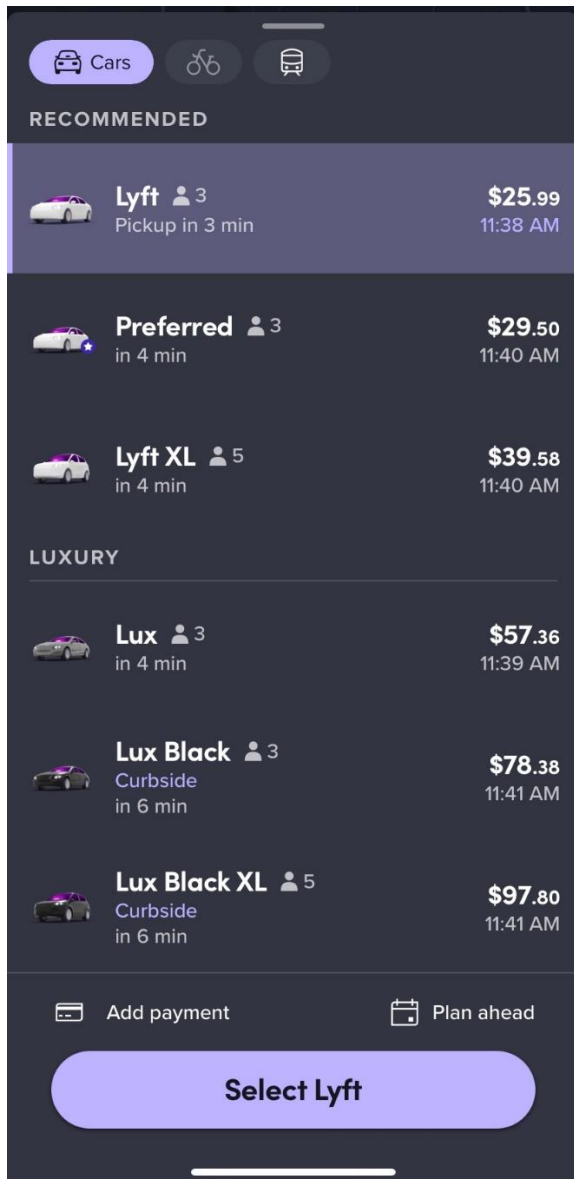 Cars
RECOMMENDED
Lyft 3 $25.99
Pickup in 3 min 11:38 AM
Preferred 3 $29.50
in 4 min 11:40 AM
Lyft XL 5 $39.58
in 4 min 11:40 AM
LUXURY
Lux 3 $57.36
in 4 min 11:39 AM
Lux Black 3 $78.38
Curbside 11:41 AM
in 6 min
Lux Black XL 5 $97.80
Curbside 11:41 AM
in 6 min
Add payment Plan ahead
Select Lyft